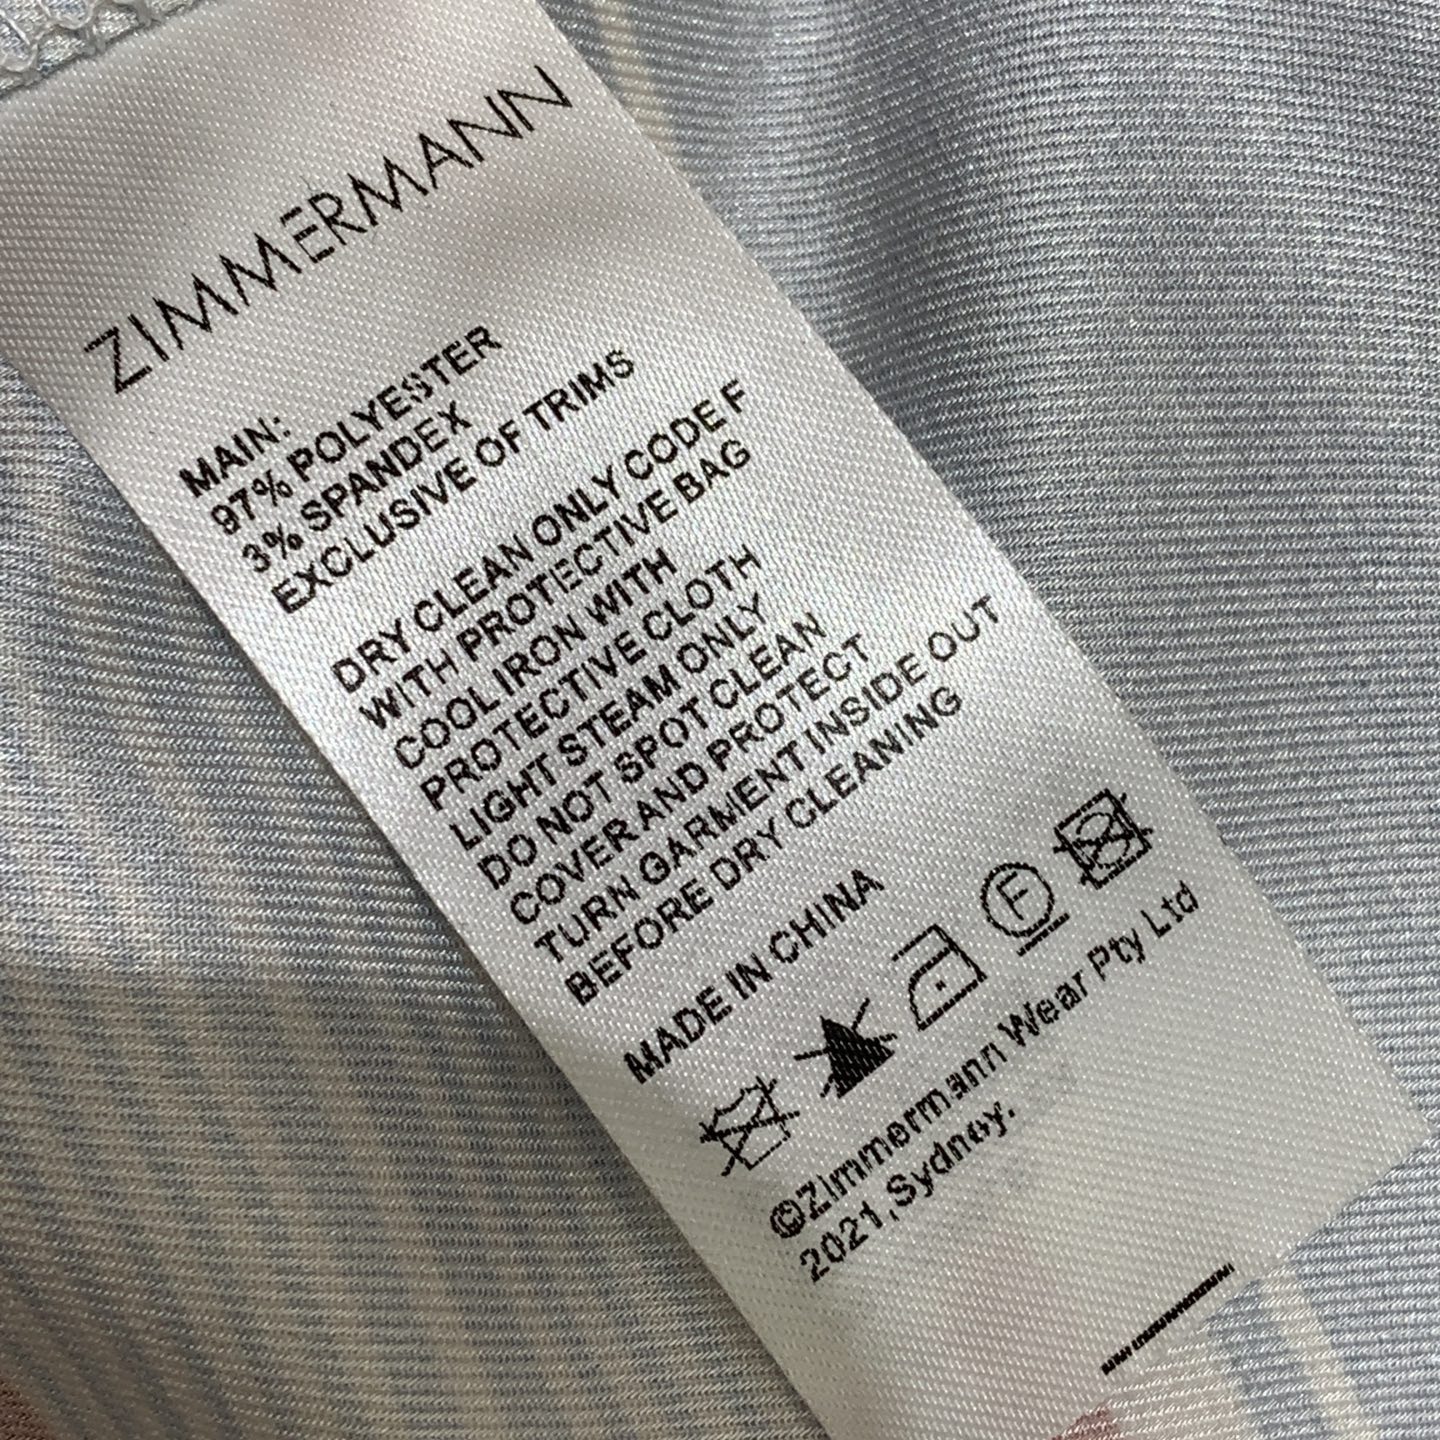 ZIMMERMANN
MAIN:
97% POLYESTER
3% SPANDEX
EXCLUSIVE OF TRIMS
DRY CLEAN ONLY CODE F
WITH PROTECTIVE BAG
COOL IRON WITH
PROTECTIVE CLOTH
LIGHT STEAM ONLY
DO NOT SPOT CLEAN
COVER AND PROTECT
TURN GARMENT INSIDE OUT
BEFORE DRY CLEANING
MADE IN CHINA
F
©Zimmermann Wear Pty Ltd
2021,Sydney.